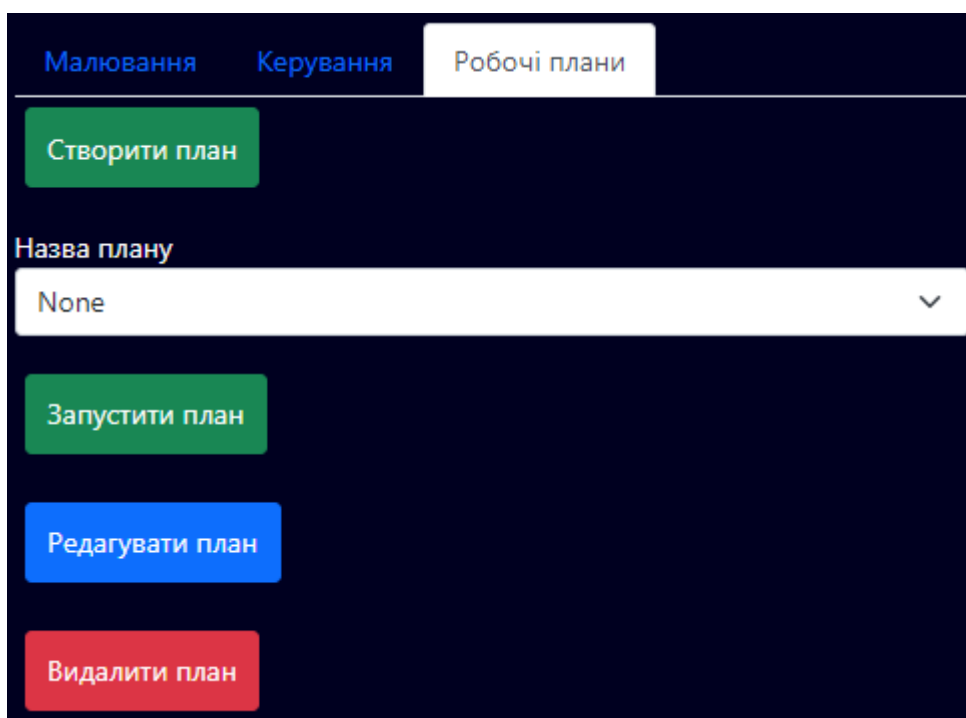 Малювання Керування Робочі плани
Створити план
Назва плану
None
Запустити план
Редагувати план
Видалити план